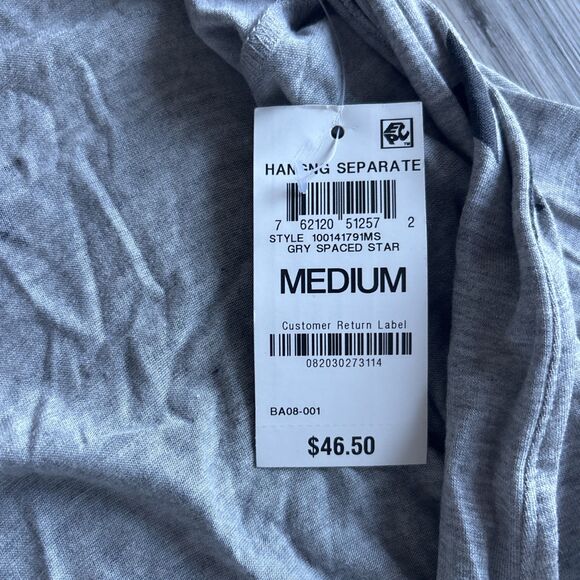 HANGNG SEPARATE
7 62120 51257 2
STYLE 100141791MS
GRY SPACED STAR
MEDIUM
Customer Return Label
082030273114
BA08-001
$46.50